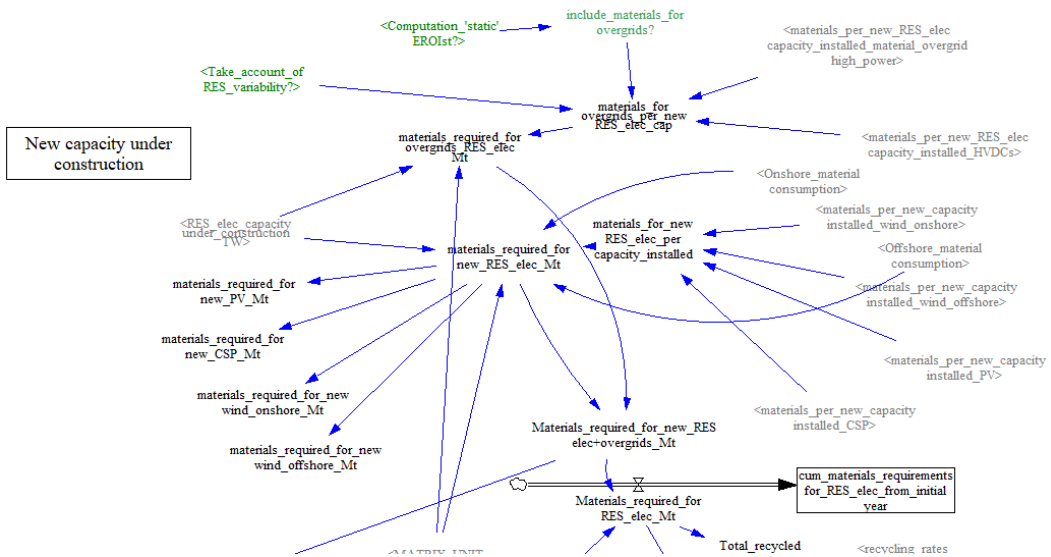 <Computation_'static'
EROIst?>
include_materials_for
overgrids?
<materials_per_new_RES_elec
capacity_installed_material_overgrid
high_power>
<Take_account_of
RES_variability?>
materials_for
overgrids_per_new
RES_elec_cap
New capacity under
construction
materials_required_for
overgrids_RES_elec
Mt
<materials_per_new_RES_elec
capacity_installed_HVDCs>
<Onshore_material
consumption>
<RES_elec_capacity
under_construction
TW>
materials_for_new
RES_elec_per
capacity_installed
<materials_per_new_capacity
installed_wind_onshore>
materials_required_for
new_RES_elec_Mt
<Offshore_material
consumption>
materials_required_for
new_PV_Mt
<materials_per_new_capacity
installed_wind_offshore>
materials_required_for
new_CSP_Mt
<materials_per_new_capacity
installed_PV>
materials_required_for_new
wind_onshore_Mt
<materials_per_new_capacity
installed_CSP>
Materials_required_for_new_RES
elec+overgrids_Mt
materials_required_for_new
wind_offshore_Mt
cum_materials_requirements
for_RES_elec_from_initial
year
Materials_required_for
RES_elec_Mt
<MATRIX_UNIT
Total_recycled
<recycling_rates